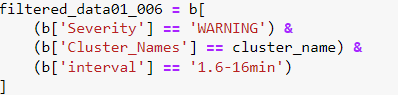 filtered_data01_006 = b[
    (b['Severity'] == 'WARNING') &
    (b['Cluster_Names'] == cluster_name) &
    (b['interval'] == '1.6-16min')
]